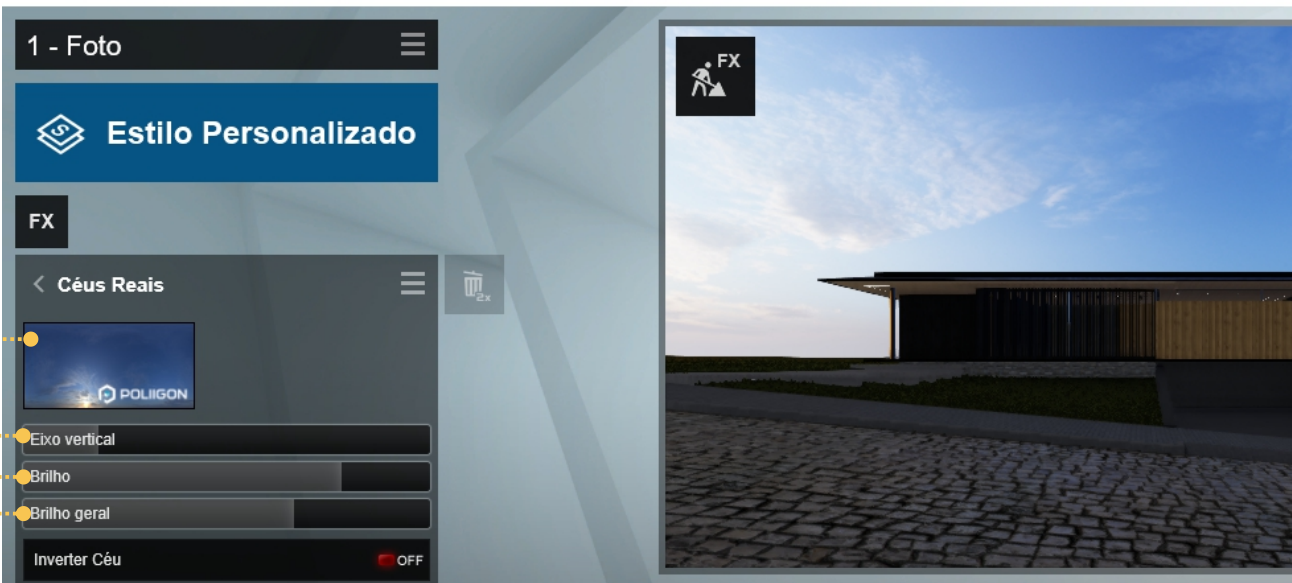 1 - Foto
Estilo Personalizado
FX
Céus Reais
2x
POLIIGON
Eixo vertical
Brilho
Brilho geral
Inverter Céu OFF
FX